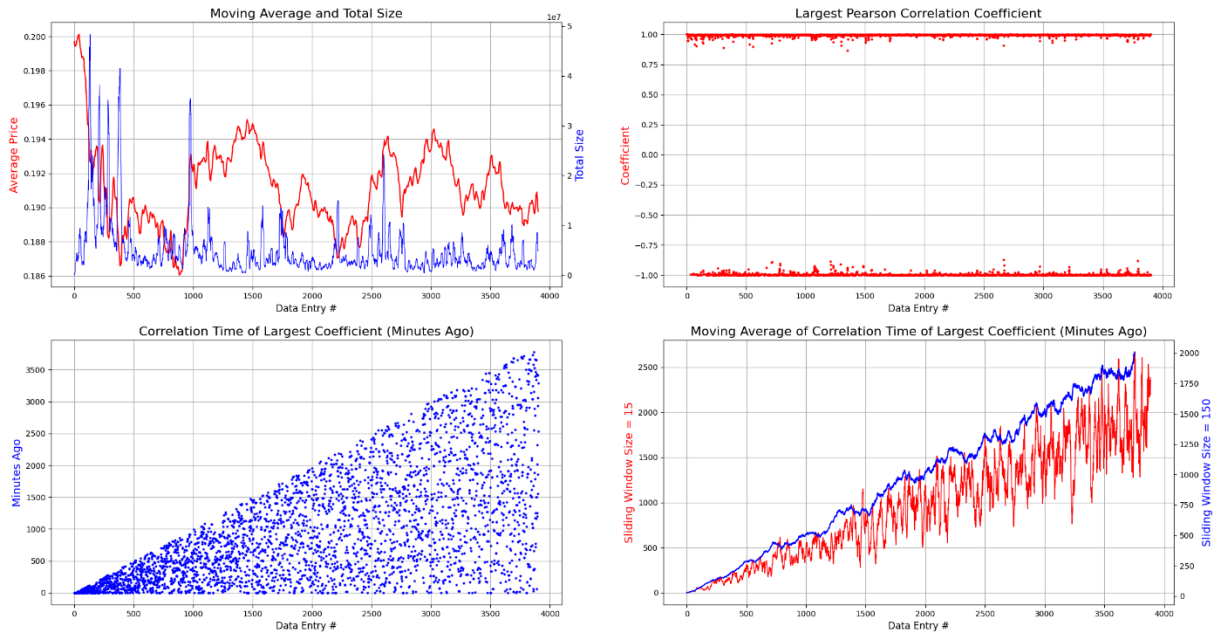 Moving Average and Total Size
1e7
0.200
0.198
0.196
0.194
0.192
0.190
0.188
0.186
Average Price
5
4
3
2
1
0
Total Size
0 500 1000 1500 2000 2500 3000 3500 4000
Data Entry #
Largest Pearson Correlation Coefficient
1.00
0.75
0.50
0.25
0.00
−0.25
−0.50
−0.75
−1.00
Coefficient
0 500 1000 1500 2000 2500 3000 3500 4000
Data Entry #
Correlation Time of Largest Coefficient (Minutes Ago)
3500
3000
2500
2000
1500
1000
500
0
Minutes Ago
0 500 1000 1500 2000 2500 3000 3500 4000
Data Entry #
Moving Average of Correlation Time of Largest Coefficient (Minutes Ago)
2500
2000
1500
1000
500
0
Sliding Window Size = 15
2000
1750
1500
1250
1000
750
500
250
0
Sliding Window Size = 150
0 500 1000 1500 2000 2500 3000 3500 4000
Data Entry #